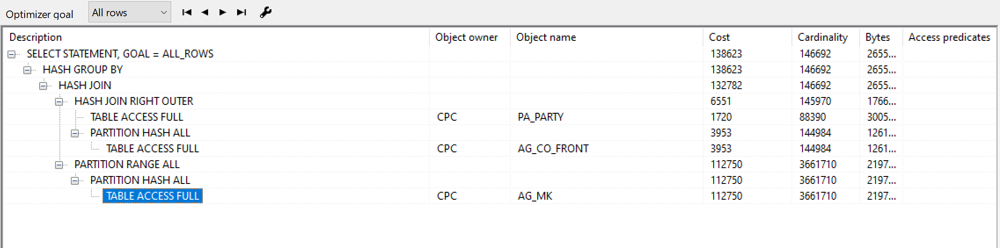 Optimizer goal All rows
Description Object owner Object name Cost Cardinality Bytes Access predicates
SELECT STATEMENT, GOAL = ALL_ROWS 138623 146692 2655...
HASH GROUP BY 138623 146692 2655...
HASH JOIN 132782 146692 2655...
HASH JOIN RIGHT OUTER 6551 145970 1766...
TABLE ACCESS FULL CPC PA_PARTY 1720 88390 3005...
PARTITION HASH ALL 3953 144984 1261...
TABLE ACCESS FULL CPC AG_CO_FRONT 3953 144984 1261...
PARTITION RANGE ALL 112750 3661710 2197...
PARTITION HASH ALL 112750 3661710 2197...
TABLE ACCESS FULL CPC AG_MK 112750 3661710 2197...